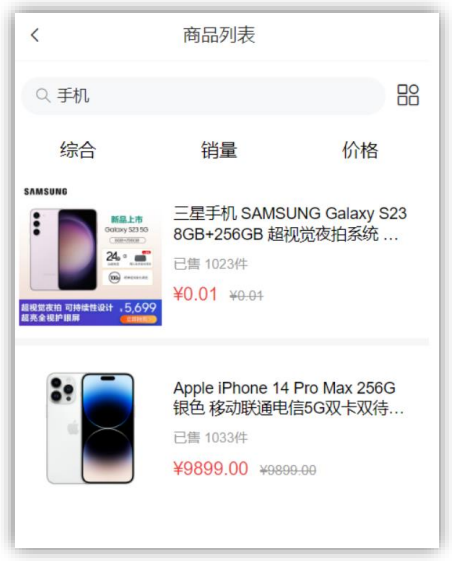 商品列表
手机
综合
销量
价格
SAMSUNG
新品上市
Galaxy S23 5G
三星手机 SAMSUNG Galaxy S23
8GB+256GB 超视觉夜拍系统 ...
已售 1023件
¥0.01 ¥0.01
24
超视觉夜拍 可持续性设计
超亮全视护眼屏
5,699
Apple iPhone 14 Pro Max 256G
银色 移动联通电信5G双卡双待...
已售 1033件
¥9899.00 ¥9899.00